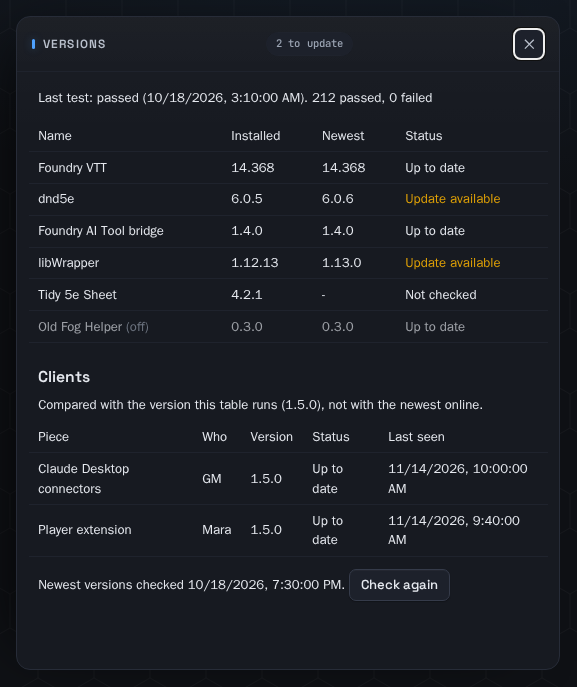 VERSIONS
2 to update
Last test: passed (10/18/2026, 3:10:00 AM). 212 passed, 0 failed
Name Installed Newest Status
Foundry VTT 14.368 14.368 Up to date
dnd5e 6.0.5 6.0.6 Update available
Foundry AI Tool bridge 1.4.0 1.4.0 Up to date
libWrapper 1.12.13 1.13.0 Update available
Tidy 5e Sheet 4.2.1 - Not checked
Old Fog Helper (off) 0.3.0 0.3.0 Up to date
Clients
Compared with the version this table runs (1.5.0), not with the newest online.
Piece Who Version Status Last seen
Claude Desktop connectors GM 1.5.0 Up to date 11/14/2026, 10:00:00 AM
Player extension Mara 1.5.0 Up to date 11/14/2026, 9:40:00 AM
Newest versions checked 10/18/2026, 7:30:00 PM. Check again